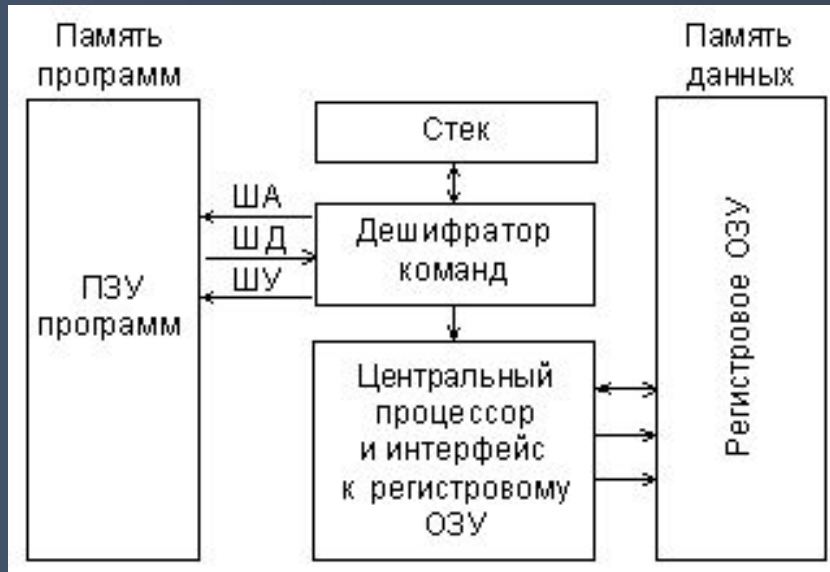 Память
программ
Память
данных
Стек
ША
ШД
ШУ
Дешифратор
команд
ПЗУ
программ
Центральный
процессор
и интерфейс
к регистровому
ОЗУ
Регистровое ОЗУ